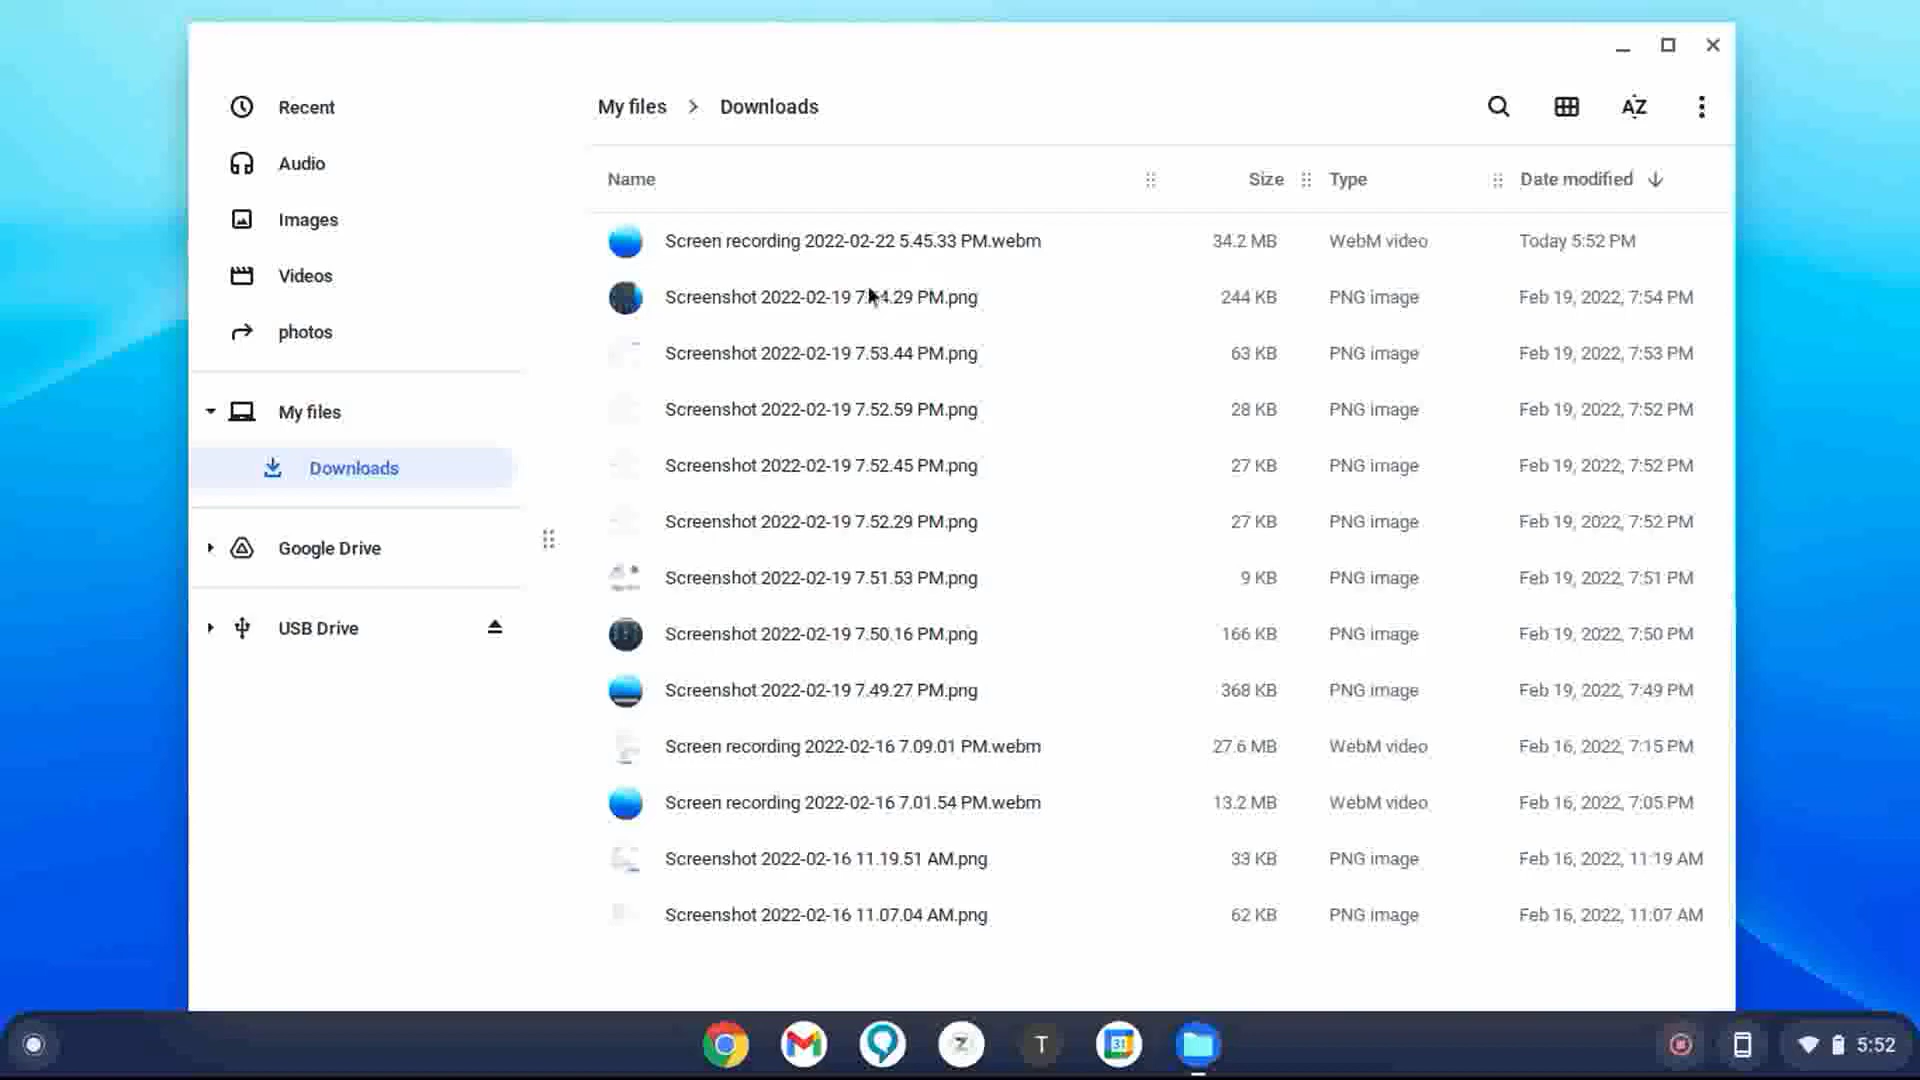 My files > Downloads
AZ
Recent
Audio
Images
Videos
photos
My files
Downloads
Google Drive
USB Drive
Name Size Type Date modified
Screen recording 2022-02-22 5.45.33 PM.webm 34.2 MB WebM video Today 5:52 PM
Screenshot 2022-02-19 7.54.29 PM.png 244 KB PNG image Feb 19, 2022, 7:54 PM
Screenshot 2022-02-19 7.53.44 PM.png 63 KB PNG image Feb 19, 2022, 7:53 PM
Screenshot 2022-02-19 7.52.59 PM.png 28 KB PNG image Feb 19, 2022, 7:52 PM
Screenshot 2022-02-19 7.52.45 PM.png 27 KB PNG image Feb 19, 2022, 7:52 PM
Screenshot 2022-02-19 7.52.29 PM.png 27 KB PNG image Feb 19, 2022, 7:52 PM
Screenshot 2022-02-19 7.51.53 PM.png 9 KB PNG image Feb 19, 2022, 7:51 PM
Screenshot 2022-02-19 7.50.16 PM.png 166 KB PNG image Feb 19, 2022, 7:50 PM
Screenshot 2022-02-19 7.49.27 PM.png 368 KB PNG image Feb 19, 2022, 7:49 PM
Screen recording 2022-02-16 7.09.01 PM.webm 27.6 MB WebM video Feb 16, 2022, 7:15 PM
Screen recording 2022-02-16 7.01.54 PM.webm 13.2 MB WebM video Feb 16, 2022, 7:05 PM
Screenshot 2022-02-16 11.19.51 AM.png 33 KB PNG image Feb 16, 2022, 11:19 AM
Screenshot 2022-02-16 11.07.04 AM.png 62 KB PNG image Feb 16, 2022, 11:07 AM
Z T 31 5:52